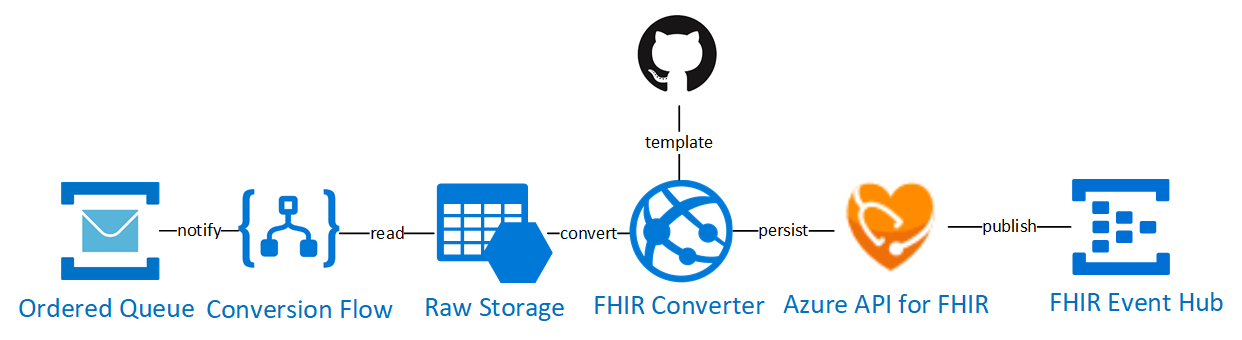 template
notify
read
convert
persist
publish
Ordered Queue
Conversion Flow
Raw Storage
FHIR Converter
Azure API for FHIR
FHIR Event Hub